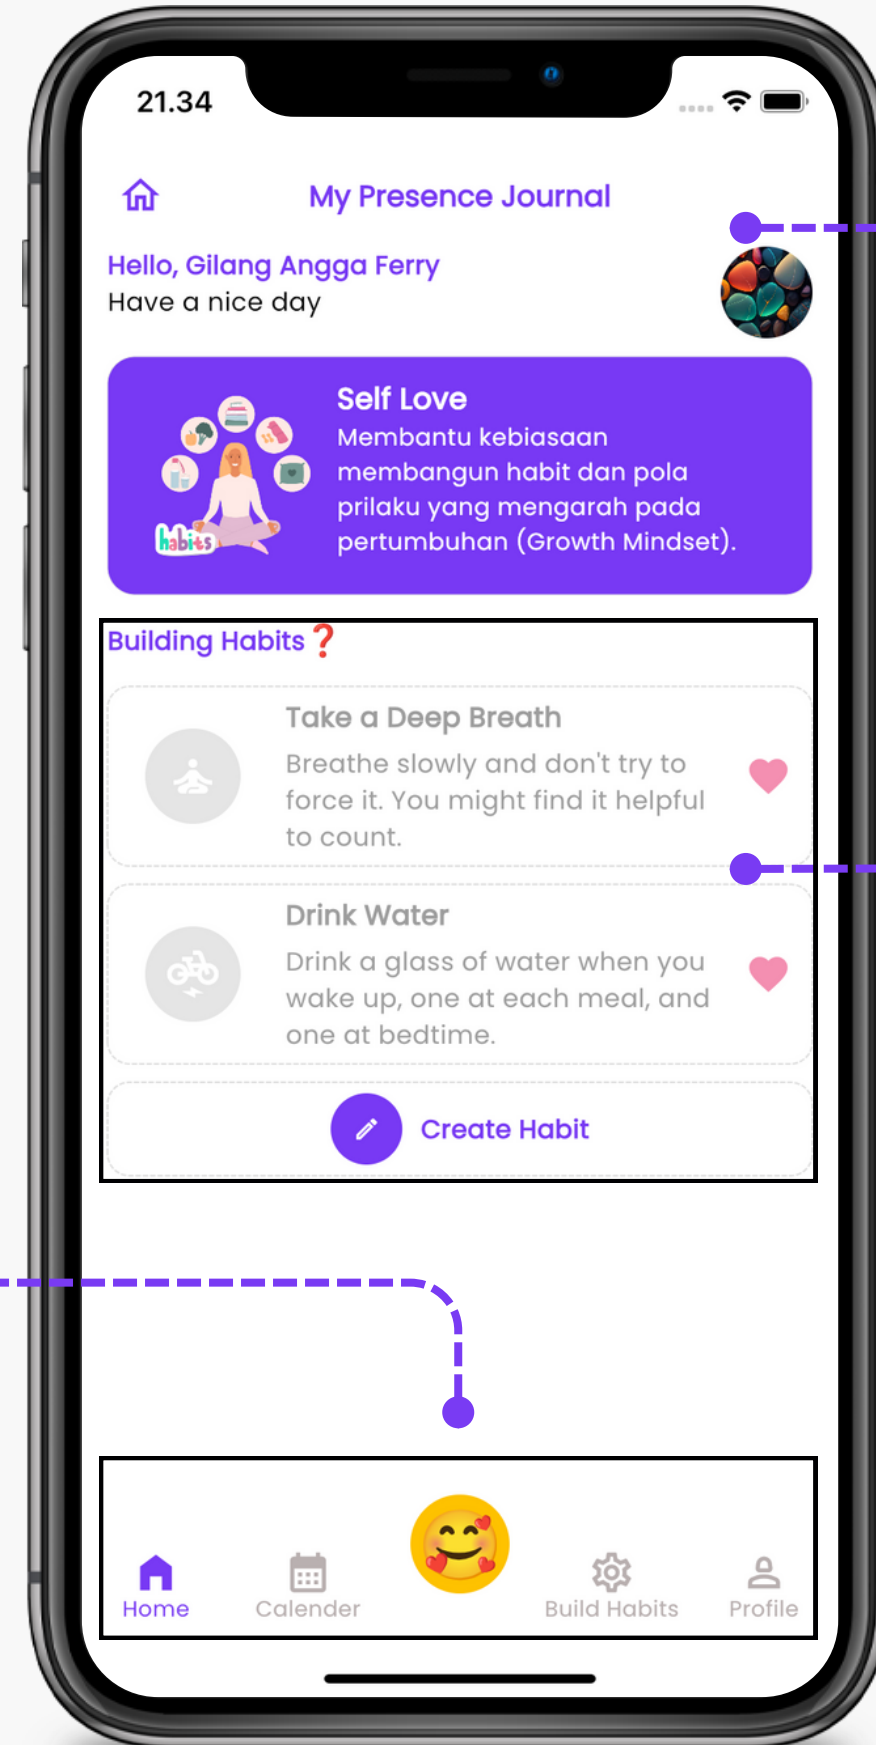 21.34
My Presence Journal
Hello, Gilang Angga Ferry
Have a nice day
Self Love
Membantu kebiasaan
membangun habit dan pola
prilaku yang mengarah pada
pertumbuhan (Growth Mindset).
habits
Building Habits❓
Take a Deep Breath
Breathe slowly and don't try to
force it. You might find it helpful
to count.
Drink Water
Drink a glass of water when you
wake up, one at each meal, and
one at bedtime.
Create Habit
Home
Calender
Build Habits
Profile